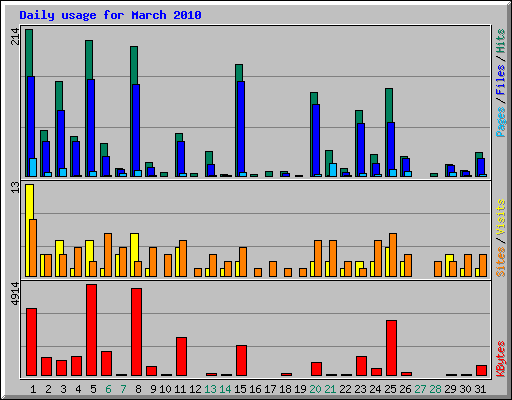 Daily usage for March 2010
214
Pages / Files / Hits
13
Sites / Visits
4914
KBytes
1 2 3 4 5 6 7 8 9 10 11 12 13 14 15 16 17 18 19 20 21 22 23 24 25 26 27 28 29 30 31